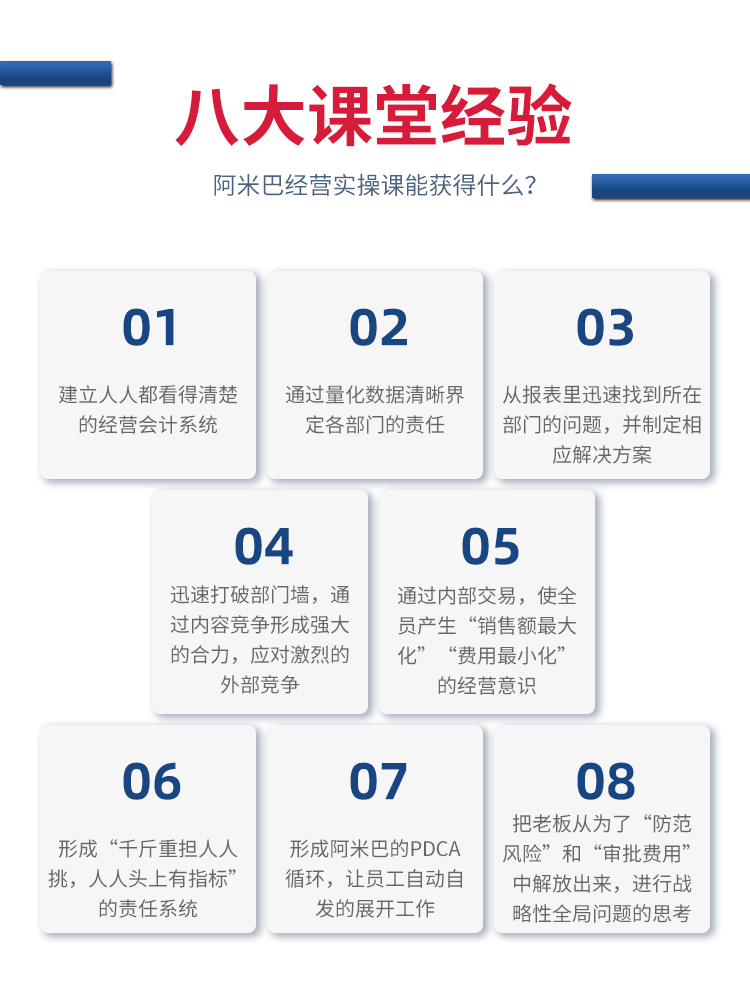 八大课堂经验
阿米巴经营实操课能获得什么?
01
建立人人都看得清楚
的经营会计系统
02
通过量化数据清晰界
定各部门的责任
03
从报表里迅速找到所在
部门的问题，并制定相
应解决方案
04
迅速打破部门墙，通
过内容竞争形成强大
的合力，应对激烈的
外部竞争
05
通过内部交易，使全
员产生“销售额最大
化”“费用最小化”
的经营意识
06
形成“千斤重担人人
挑，人人头上有指标”
的责任系统
07
形成阿米巴的PDCA
循环，让员工自动自
发的展开工作
08
把老板从为了“防范
风险”和“审批费用”
中解放出来，进行战
略性全局问题的思考